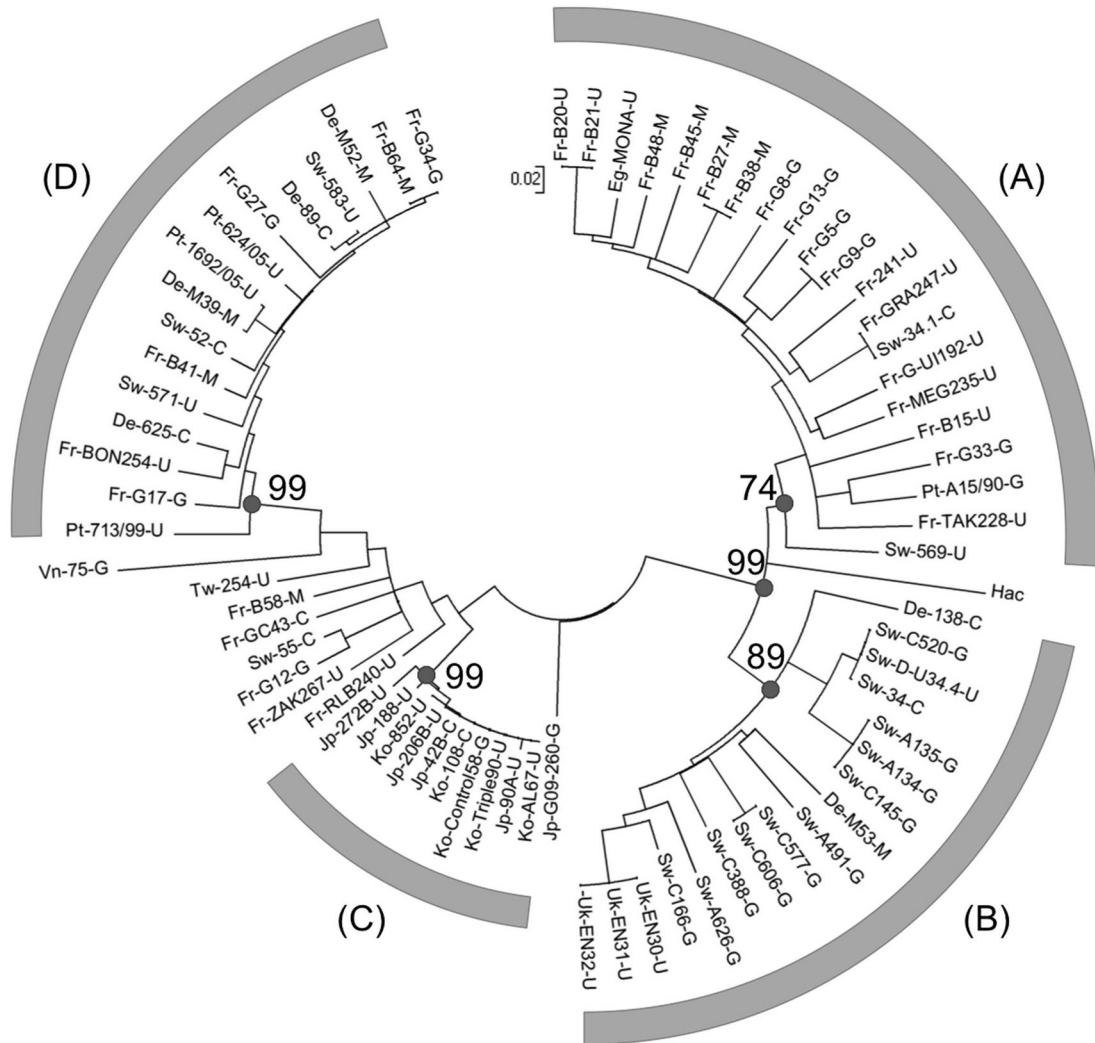 (A)
(B)
(C)
(D)
0.02
Fr-B20-U
Fr-B21-U
Eg-MONA-U
Fr-B48-M
Fr-B45-M
Fr-B27-M
Fr-B38-M
Fr-G8-G
Fr-G13-G
Fr-G5-G
Fr-G9-G
Fr-241-U
Fr-GRA247-U
Sw-34.1-C
Fr-G-UI192-U
Fr-MEG235-U
Fr-B15-U
Fr-G33-G
Pt-A15/90-G
Fr-TAK228-U
Sw-569-U
Hac
De-138-C
Sw-C520-G
Sw-D-U34.4-U
Sw-34-C
Sw-A135-G
Sw-A134-G
Sw-C145-G
De-M53-M
Sw-A491-G
Sw-C577-G
Sw-C606-G
Sw-C388-G
Sw-A626-G
Sw-C166-G
Uk-EN30-U
Uk-EN31-U
Uk-EN32-U
Jp-G09-260-G
Ko-AL67-U
Jp-90A-U
Ko-Triple90-U
Ko-Control58-G
Ko-108-C
Jp-42B-C
Jp-206B-U
Ko-852-U
Jp-188-U
Jp-272B-U
Fr-RLB240-U
Fr-ZAK267-U
Fr-G12-G
Sw-55-C
Fr-GC43-C
Fr-B58-M
Tw-254-U
Vn-75-G
Pt-713/99-U
Fr-G17-G
Fr-BON254-U
De-625-C
Sw-571-U
Fr-B41-M
Sw-52-C
De-M39-M
Pt-1692/05-U
Pt-624/05-U
Fr-G27-G
De-89-C
Sw-583-U
De-M52-M
Fr-B64-M
Fr-G34-G
99
74
99
89
99